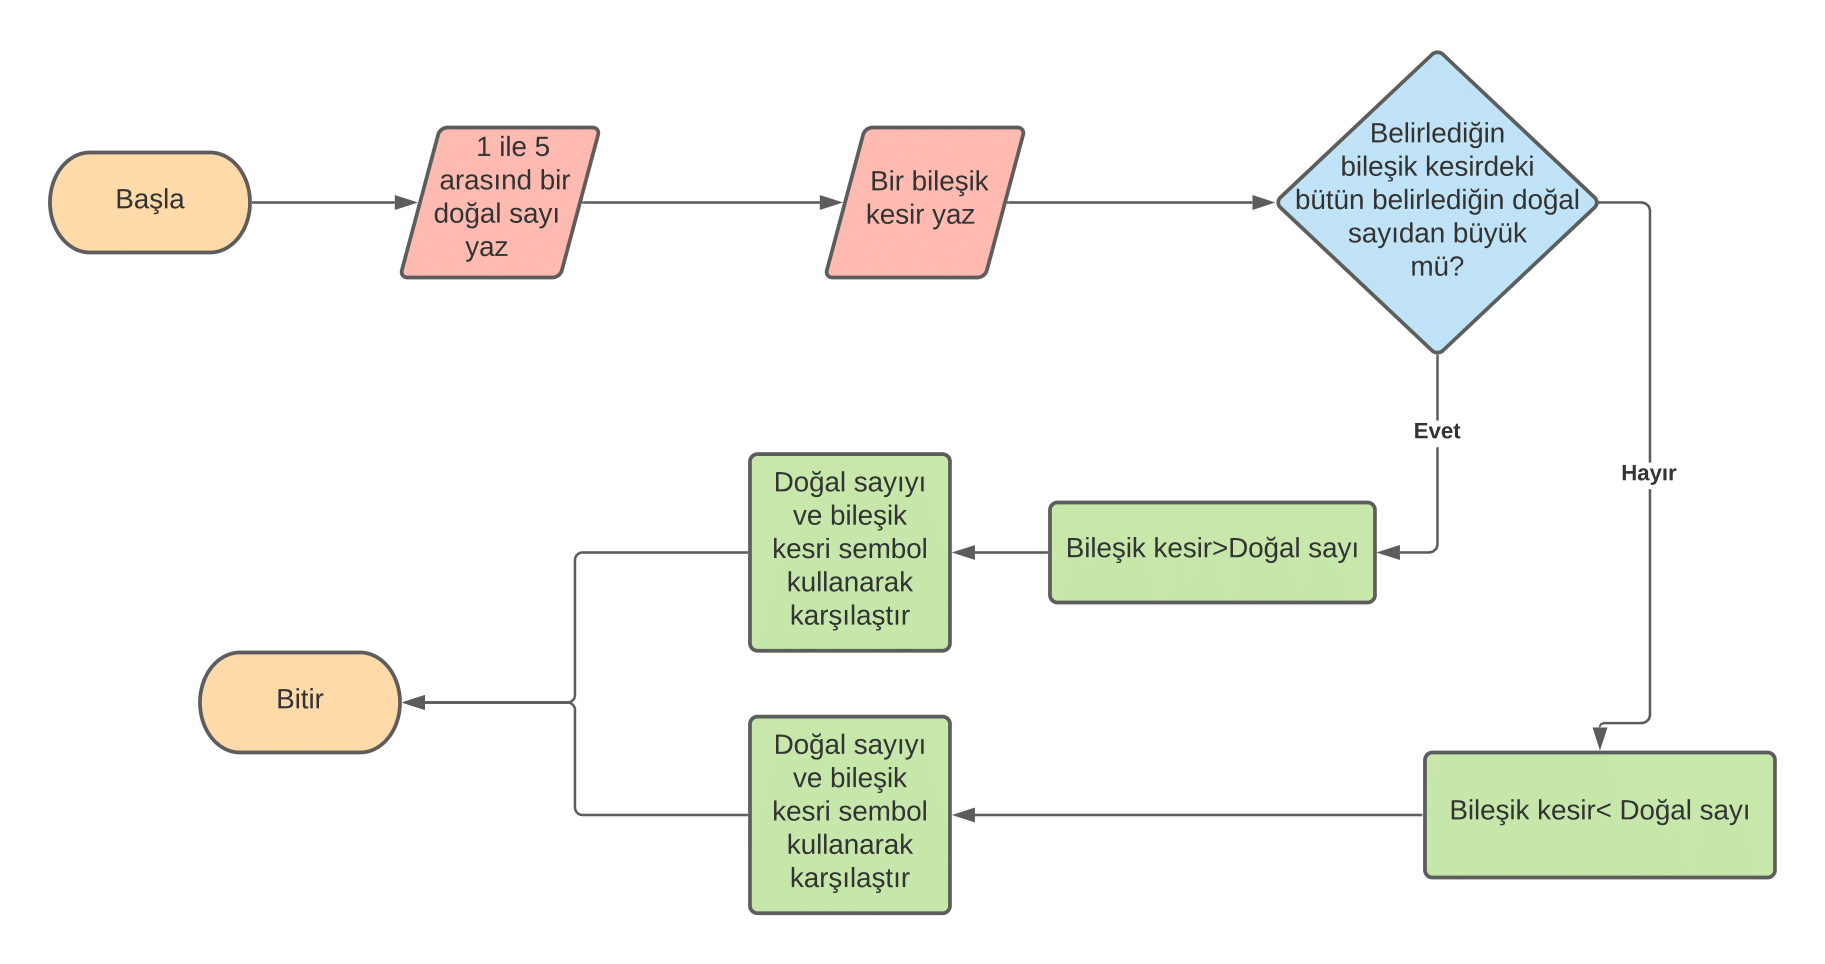 Başla
1 ile 5
arasınd bir
doğal sayı
yaz
Bir bileşik
kesir yaz
Belirlediğin
bileşik kesirdeki
bütün belirlediğin doğal
sayıdan büyük
mü?
Evet
Hayır
Bileşik kesir>Doğal sayı
Doğal sayıyı
ve bileşik
kesri sembol
kullanarak
karşılaştır
Bitir
Doğal sayıyı
ve bileşik
kesri sembol
kullanarak
karşılaştır
Bileşik kesir< Doğal sayı